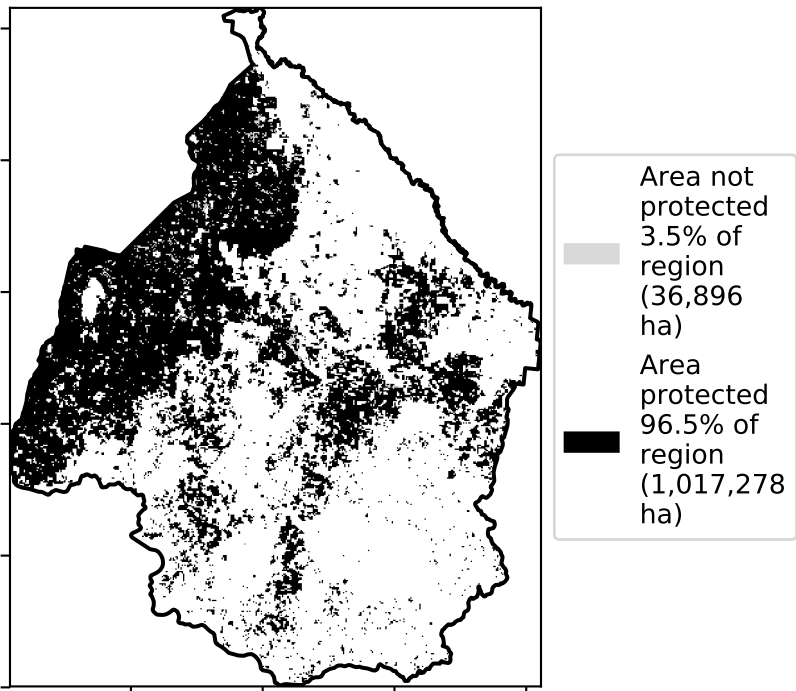 Area not
protected
3.5% of
region
(36,896
ha)
Area
protected
96.5% of
region
(1,017,278
ha)